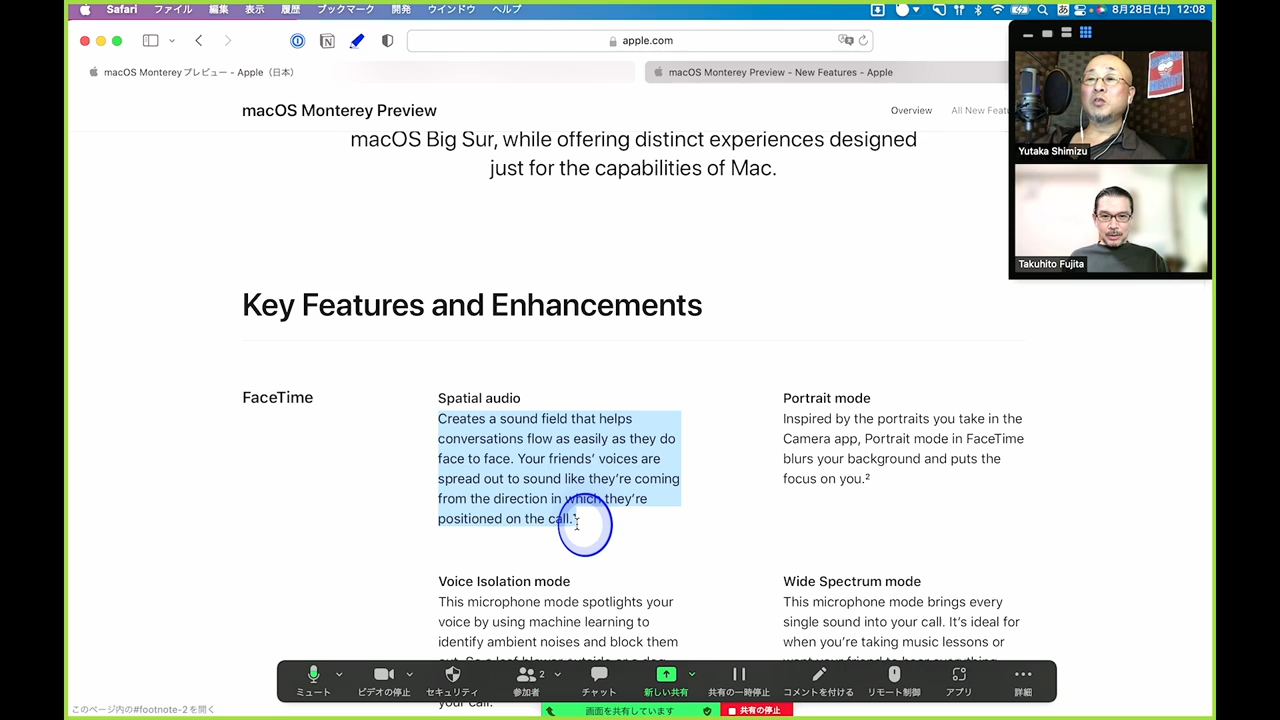 Safari ファイル 編集 表示 履歴 ブックマーク 開発 ウインドウ ヘルプ
あ 8月28日(土) 12:08
apple.com
macOS Monterey プレビュー - Apple（日本）
macOS Monterey Preview - New Features - Apple
macOS Monterey Preview
Overview All New Featu
macOS Big Sur, while offering distinct experiences designed
just for the capabilities of Mac.
Yutaka Shimizu
Takuhito Fujita
Key Features and Enhancements
FaceTime
Spatial audio
Creates a sound field that helps
conversations flow as easily as they do
face to face. Your friends’ voices are
spread out to sound like they’re coming
from the direction in which they’re
positioned on the call.
Portrait mode
Inspired by the portraits you take in the
Camera app, Portrait mode in FaceTime
blurs your background and puts the
focus on you.²
Voice Isolation mode
This microphone mode spotlights your
voice by using machine learning to
identify ambient noises and block them
your call.
Wide Spectrum mode
This microphone mode brings every
single sound into your call. It’s ideal for
when you’re taking music lessons or
ミュート ビデオの停止 セキュリティ 2 参加者 チャット 新しい共有 共有の一時停止 コメントを付ける リモート制御 アプリ 詳細
このページ内の#footnote-2 を開く
画面を共有しています 共有の停止